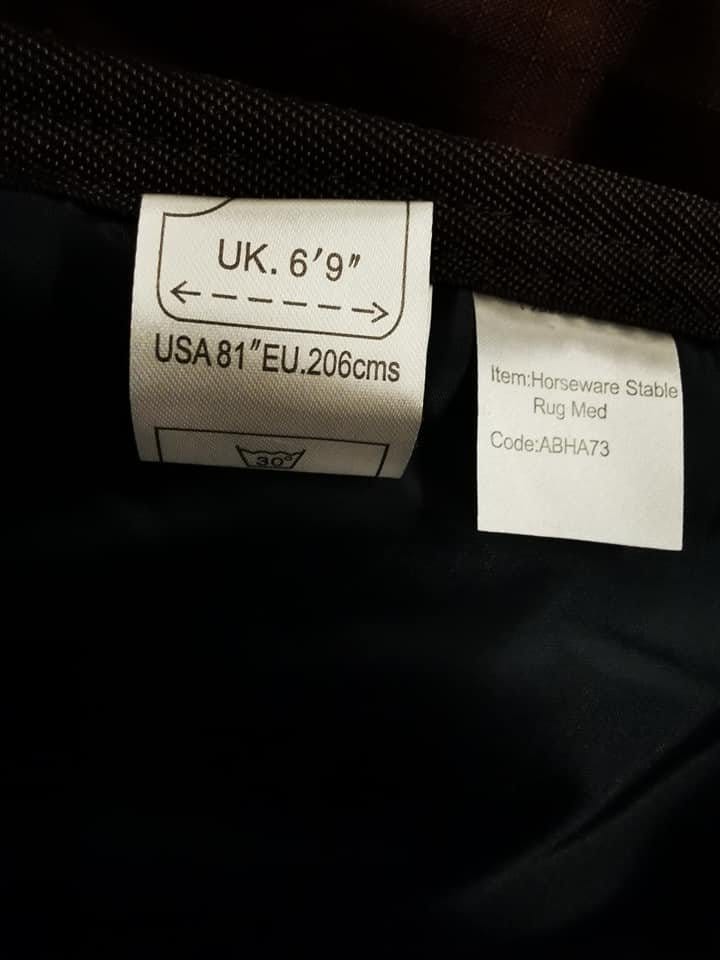 UK. 6'9"
USA 81" EU.206cms
30°
Item:Horseware Stable
Rug Med
Code:ABHA73